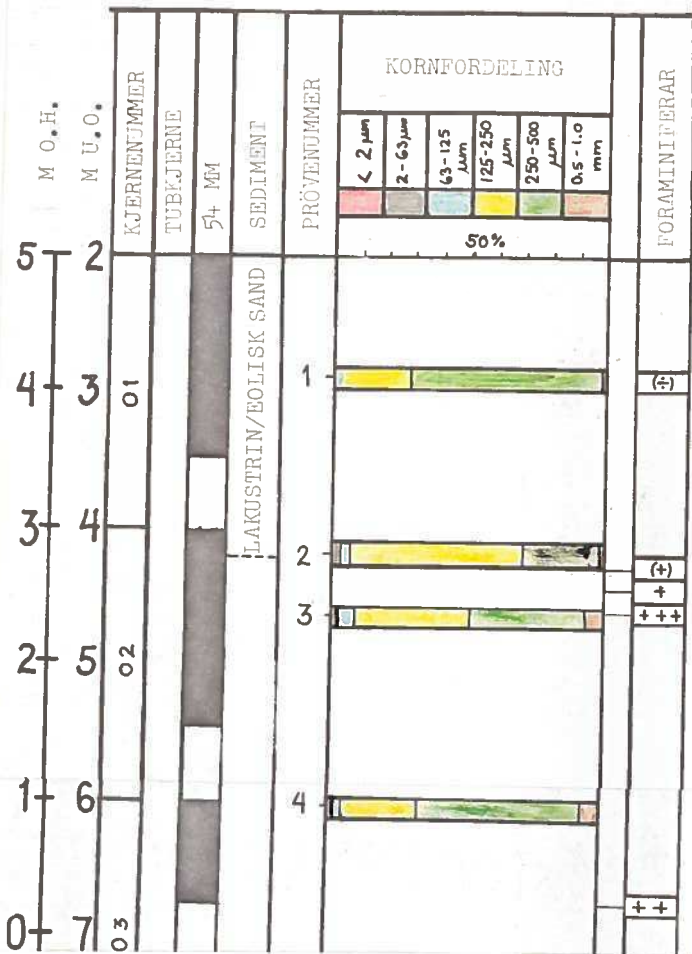 M O.H.
M U.O.
KJERNENUMMER
TUBKJERNE
54 MM
SEDIMENT
PRÖVENUMMER
KORNFORDELING
< 2 µm
2-63 µm
63-125 µm
125-250 µm
250-500 µm
0.5-1.0 mm
FORAMINIFERAR
50%
5 2
LAKUSTRIN/EOLISK SAND
1
4 3
01
(÷)
3 4
2
(+)
+
3
+++
2 5
02
1 6
4
++
0 7
03